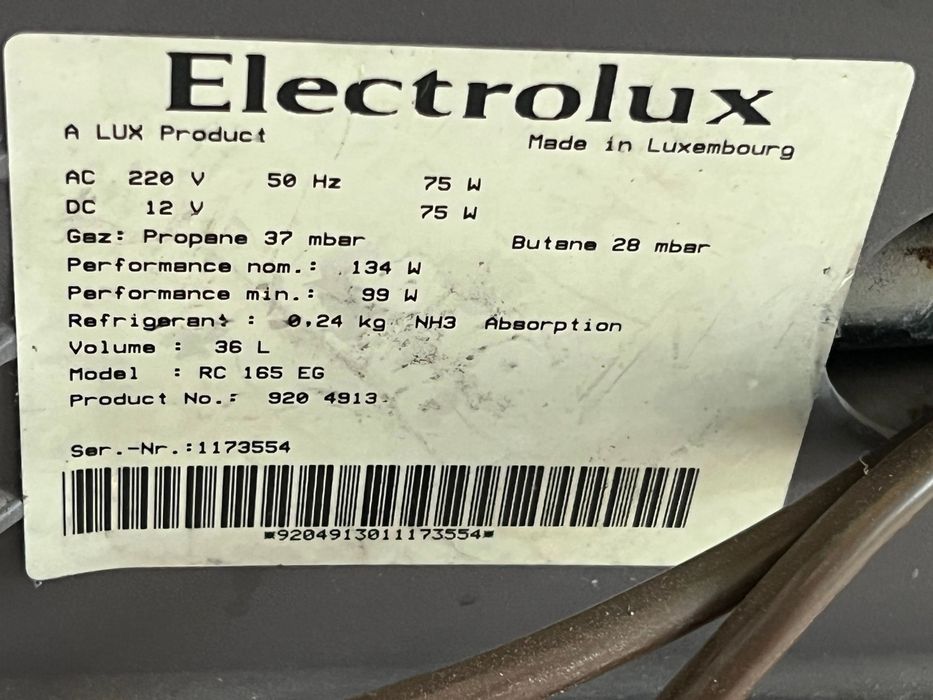 Electrolux
A LUX Product Made in Luxembourg
AC 220 V 50 Hz 75 W
DC 12 V 75 W
Gaz: Propane 37 mbar Butane 28 mbar
Performance nom.: 134 W
Performance min.: 99 W
Refrigerant : 0,24 kg NH3 Absorption
Volume : 36 L
Model : RC 165 EG
Product No.: 920 4913
Ser.-Nr.:1173554
*9204913011173554*